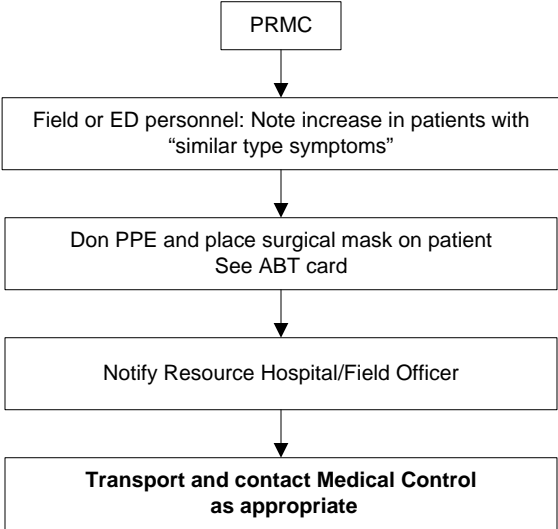 PRMC
Field or ED personnel: Note increase in patients with
“similar type symptoms”
Don PPE and place surgical mask on patient
See ABT card
Notify Resource Hospital/Field Officer
Transport and contact Medical Control
as appropriate